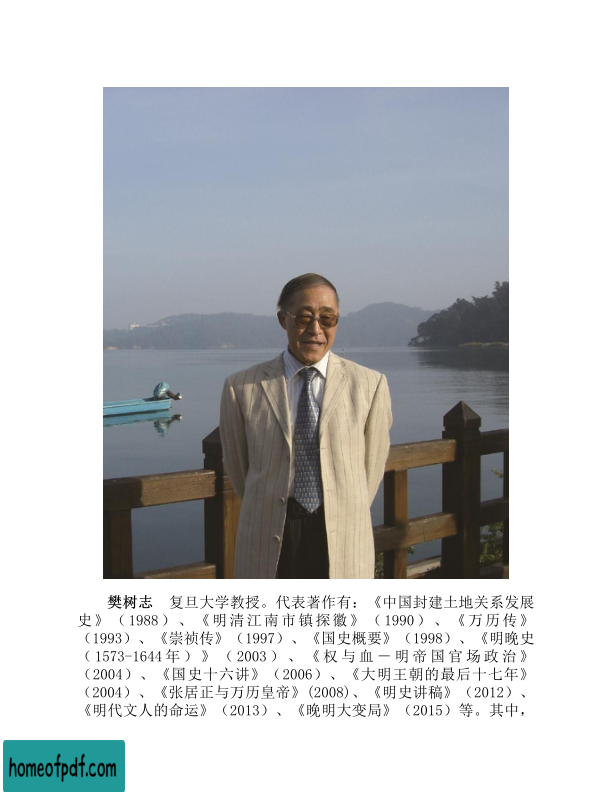 樊树志 复旦大学教授。代表著作有：《中国封建土地关系发展
史》（1988）、《明清江南市镇探徽》（1990）、《万历传》
（1993）、《崇祯传》（1997）、《国史概要》（1998）、《明晚史
（1573-1644年）》（2003）、《权与血－明帝国官场政治》
（2004）、《国史十六讲》（2006）、《大明王朝的最后十七年》
（2004）、《张居正与万历皇帝》(2008)、《明史讲稿》（2012）、
《明代文人的命运》（2013）、《晚明大变局》（2015）等。其中，
homeofpdf.com